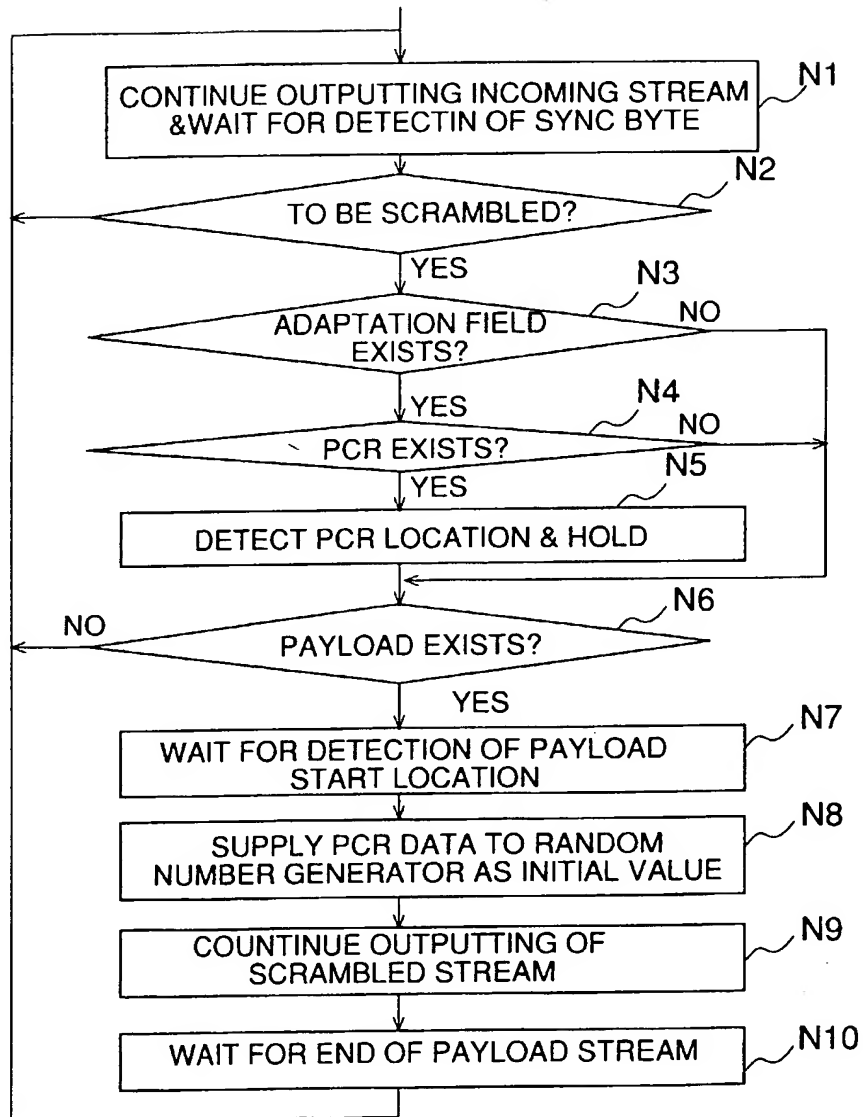 N1
CONTINUE OUTPUTTING INCOMING STREAM
&WAIT FOR DETECTIN OF SYNC BYTE
N2
TO BE SCRAMBLED?
YES
N3
ADAPTATION FIELD
EXISTS?
NO
YES
N4
PCR EXISTS?
NO
YES
N5
DETECT PCR LOCATION & HOLD
N6
NO
PAYLOAD EXISTS?
YES
N7
WAIT FOR DETECTION OF PAYLOAD
START LOCATION
N8
SUPPLY PCR DATA TO RANDOM
NUMBER GENERATOR AS INITIAL VALUE
N9
COUNTINUE OUTPUTTING OF
SCRAMBLED STREAM
N10
WAIT FOR END OF PAYLOAD STREAM